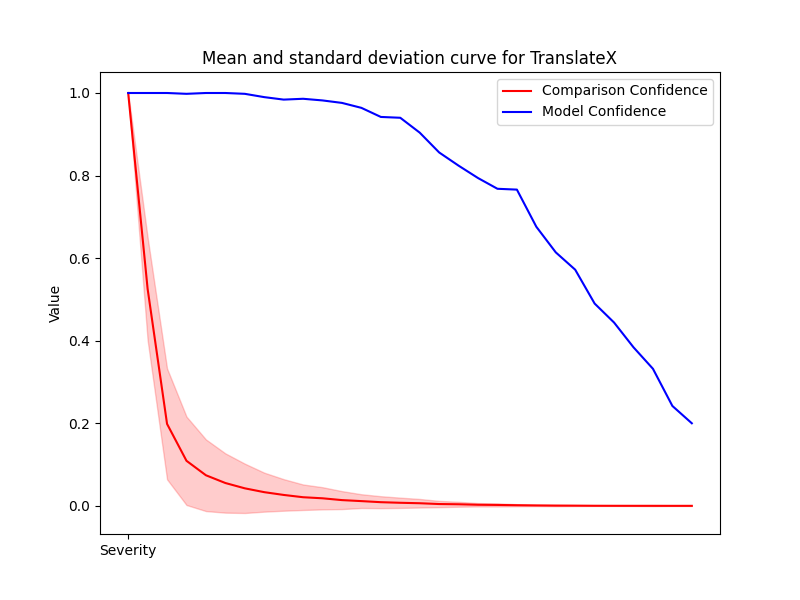 Mean and standard deviation curve for TranslateX
Comparison Confidence
Model Confidence
1.0
0.8
0.6
0.4
0.2
0.0
Value
Severity